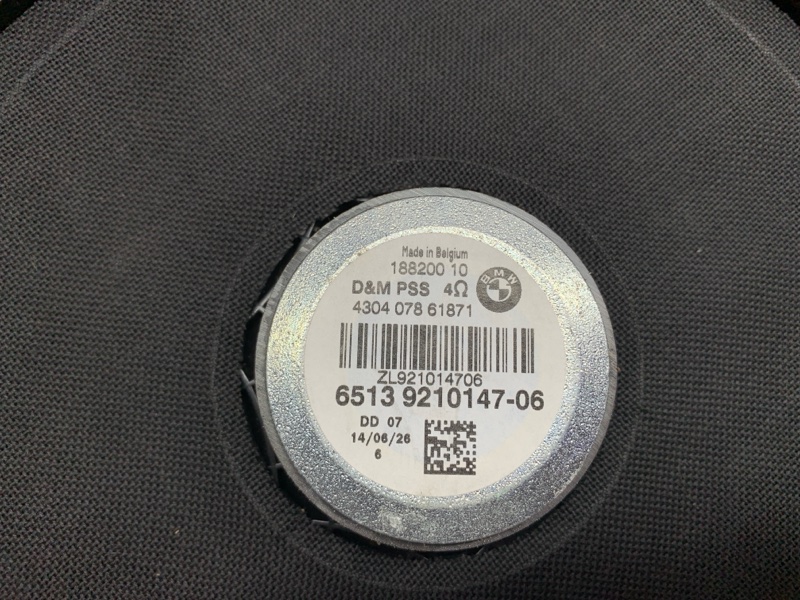 Made in Belgium
188200 10
D&M PSS 4Ω
BMW
4304 078 61871
ZL921014706
6513 9210147-06
DD 07
14/06/26
6